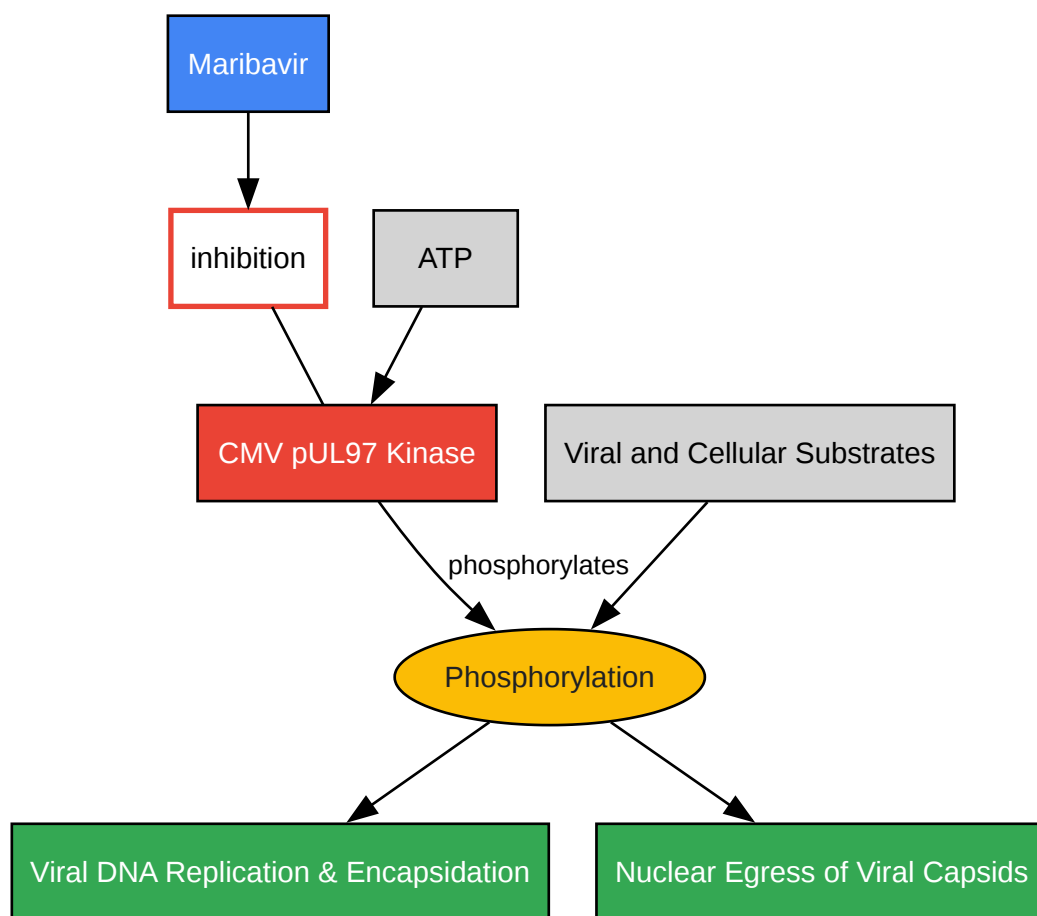 Maribavir
inhibition
ATP
CMV pUL97 Kinase
Viral and Cellular Substrates
phosphorylates
Phosphorylation
Viral DNA Replication & Encapsidation
Nuclear Egress of Viral Capsids